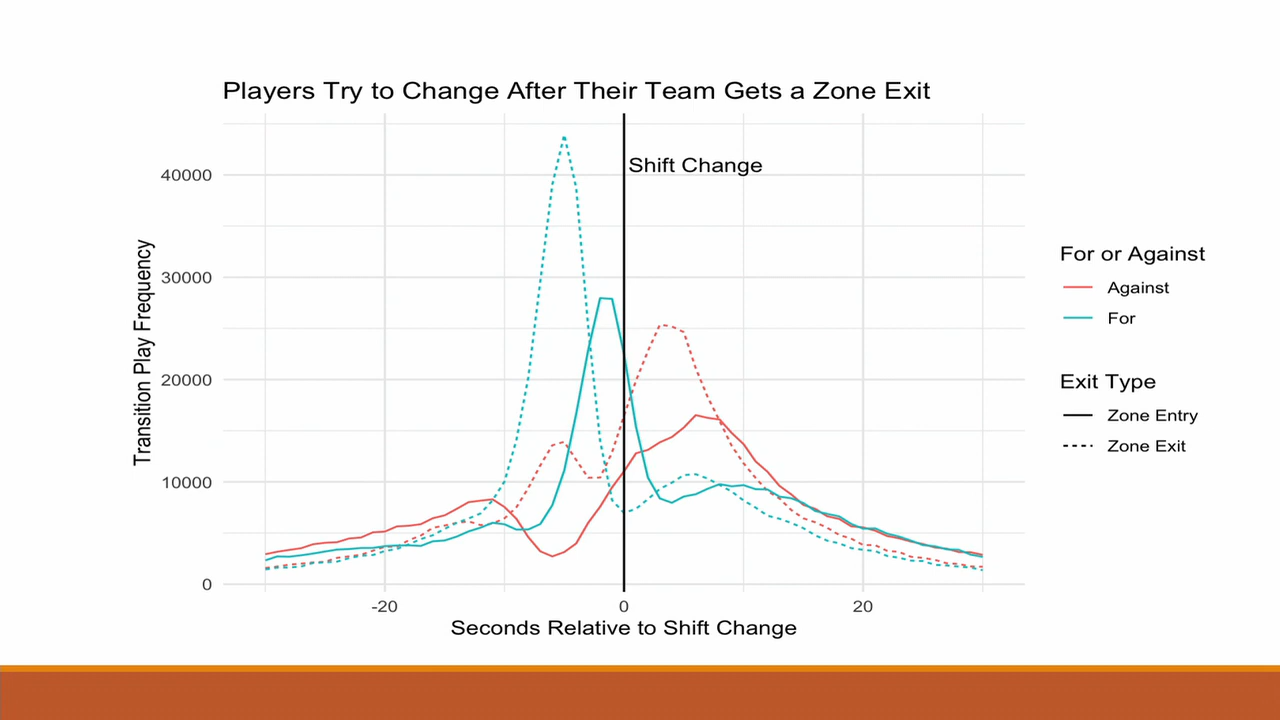 Players Try to Change After Their Team Gets a Zone Exit
Shift Change
40000
30000
20000
10000
0
Transition Play Frequency
-20
0
20
Seconds Relative to Shift Change
For or Against
Against
For
Exit Type
Zone Entry
Zone Exit